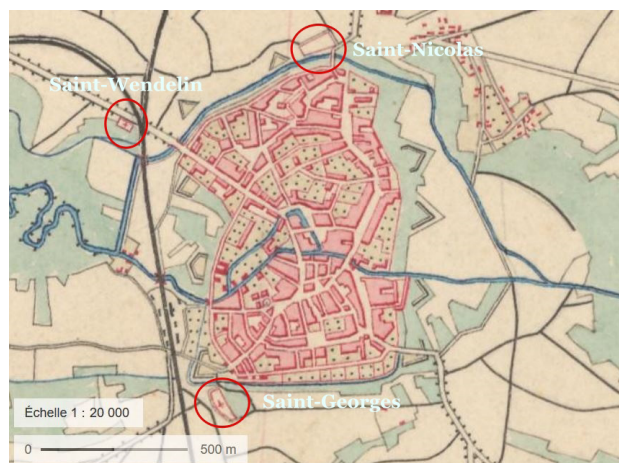 Saint-Nicolas
Saint-Wendelin
Saint-Georges
Échelle 1 : 20 000
0 500 m